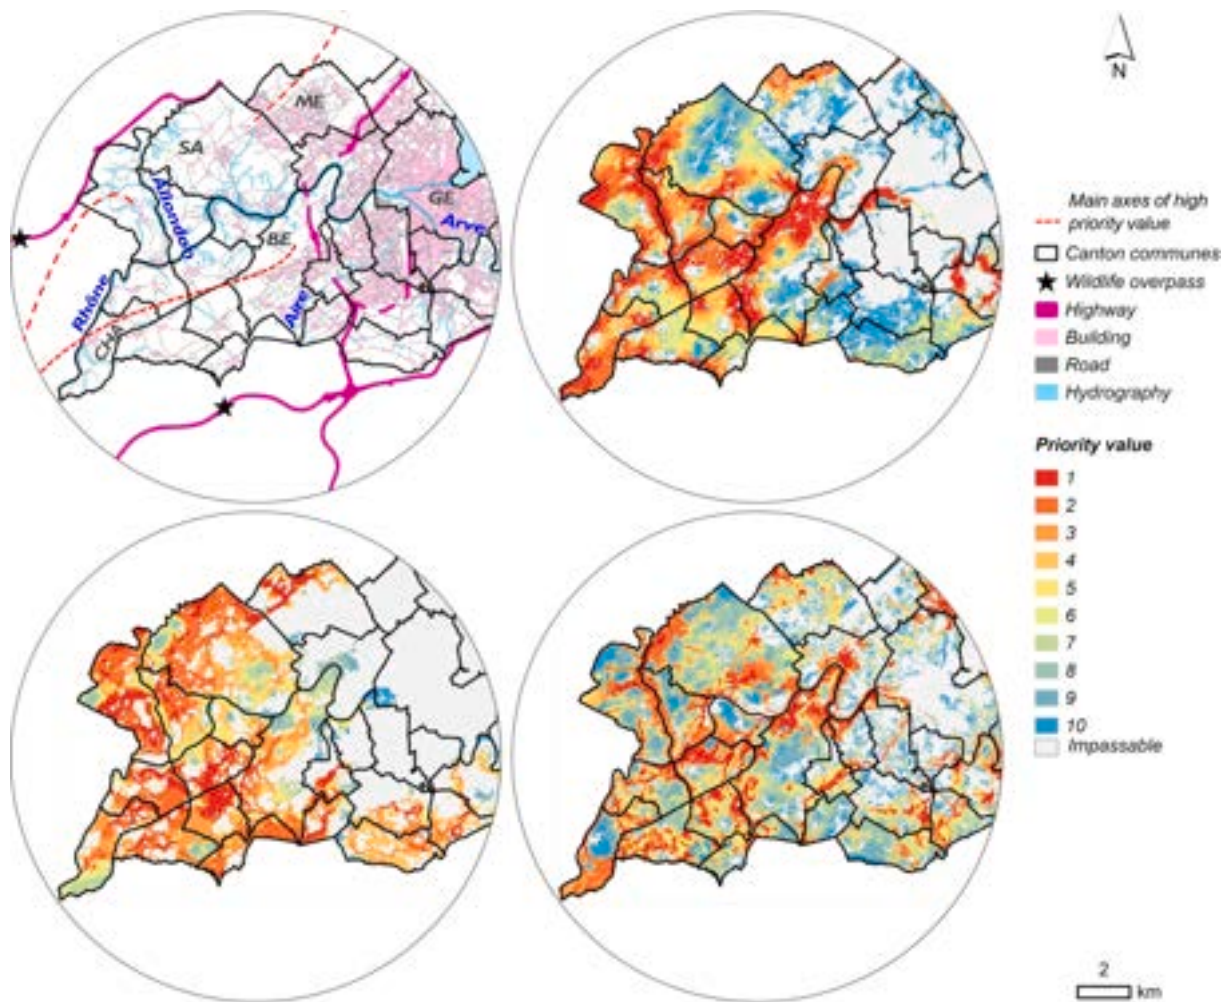 N
ME
SA
GE
Allondon
Arve
BE
Rhône
Aire
CHA
Main axes of high
priority value
Canton communes
Wildlife overpass
Highway
Building
Road
Hydrography
Priority value
1
2
3
4
5
6
7
8
9
10
Impassable
2
km